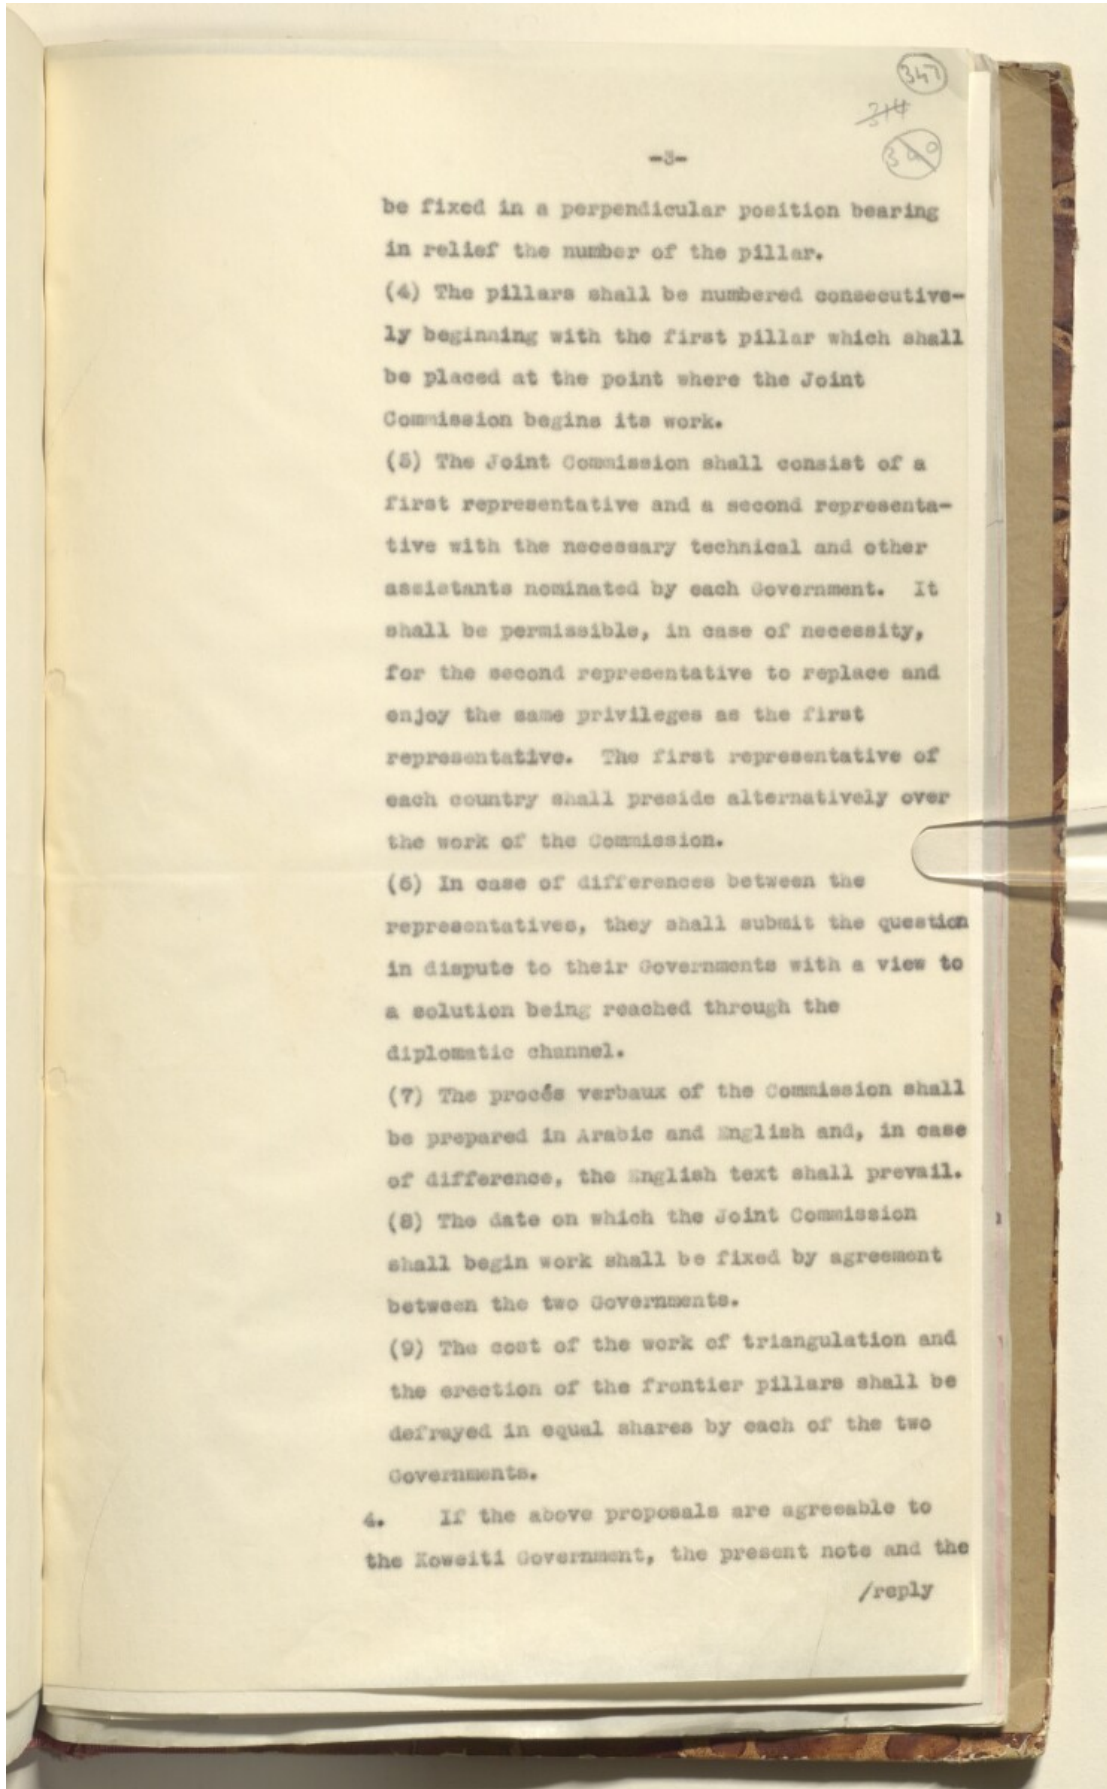 347
314
390
-3-
be fixed in a perpendicular position bearing
in relief the number of the pillar.
(4) The pillars shall be numbered consecutive-
ly beginning with the first pillar which shall
be placed at the point where the Joint
Commission begins its work.
(5) The Joint Commission shall consist of a
first representative and a second representa-
tive with the necessary technical and other
assistants nominated by each Government.  It
shall be permissible, in case of necessity,
for the second representative to replace and
enjoy the same privileges as the first
representative.  The first representative of
each country shall preside alternatively over
the work of the Commission.
(6) In case of differences between the
representatives, they shall submit the question
in dispute to their Governments with a view to
a solution being reached through the
diplomatic channel.
(7) The procés verbaux of the Commission shall
be prepared in Arabic and English and, in case
of difference, the English text shall prevail.
(8) The date on which the Joint Commission
shall begin work shall be fixed by agreement
between the two Governments.
(9) The cost of the work of triangulation and
the erection of the frontier pillars shall be
defrayed in equal shares by each of the two
Governments.
4.  If the above proposals are agreeable to
the Koweiti Government, the present note and the
/reply